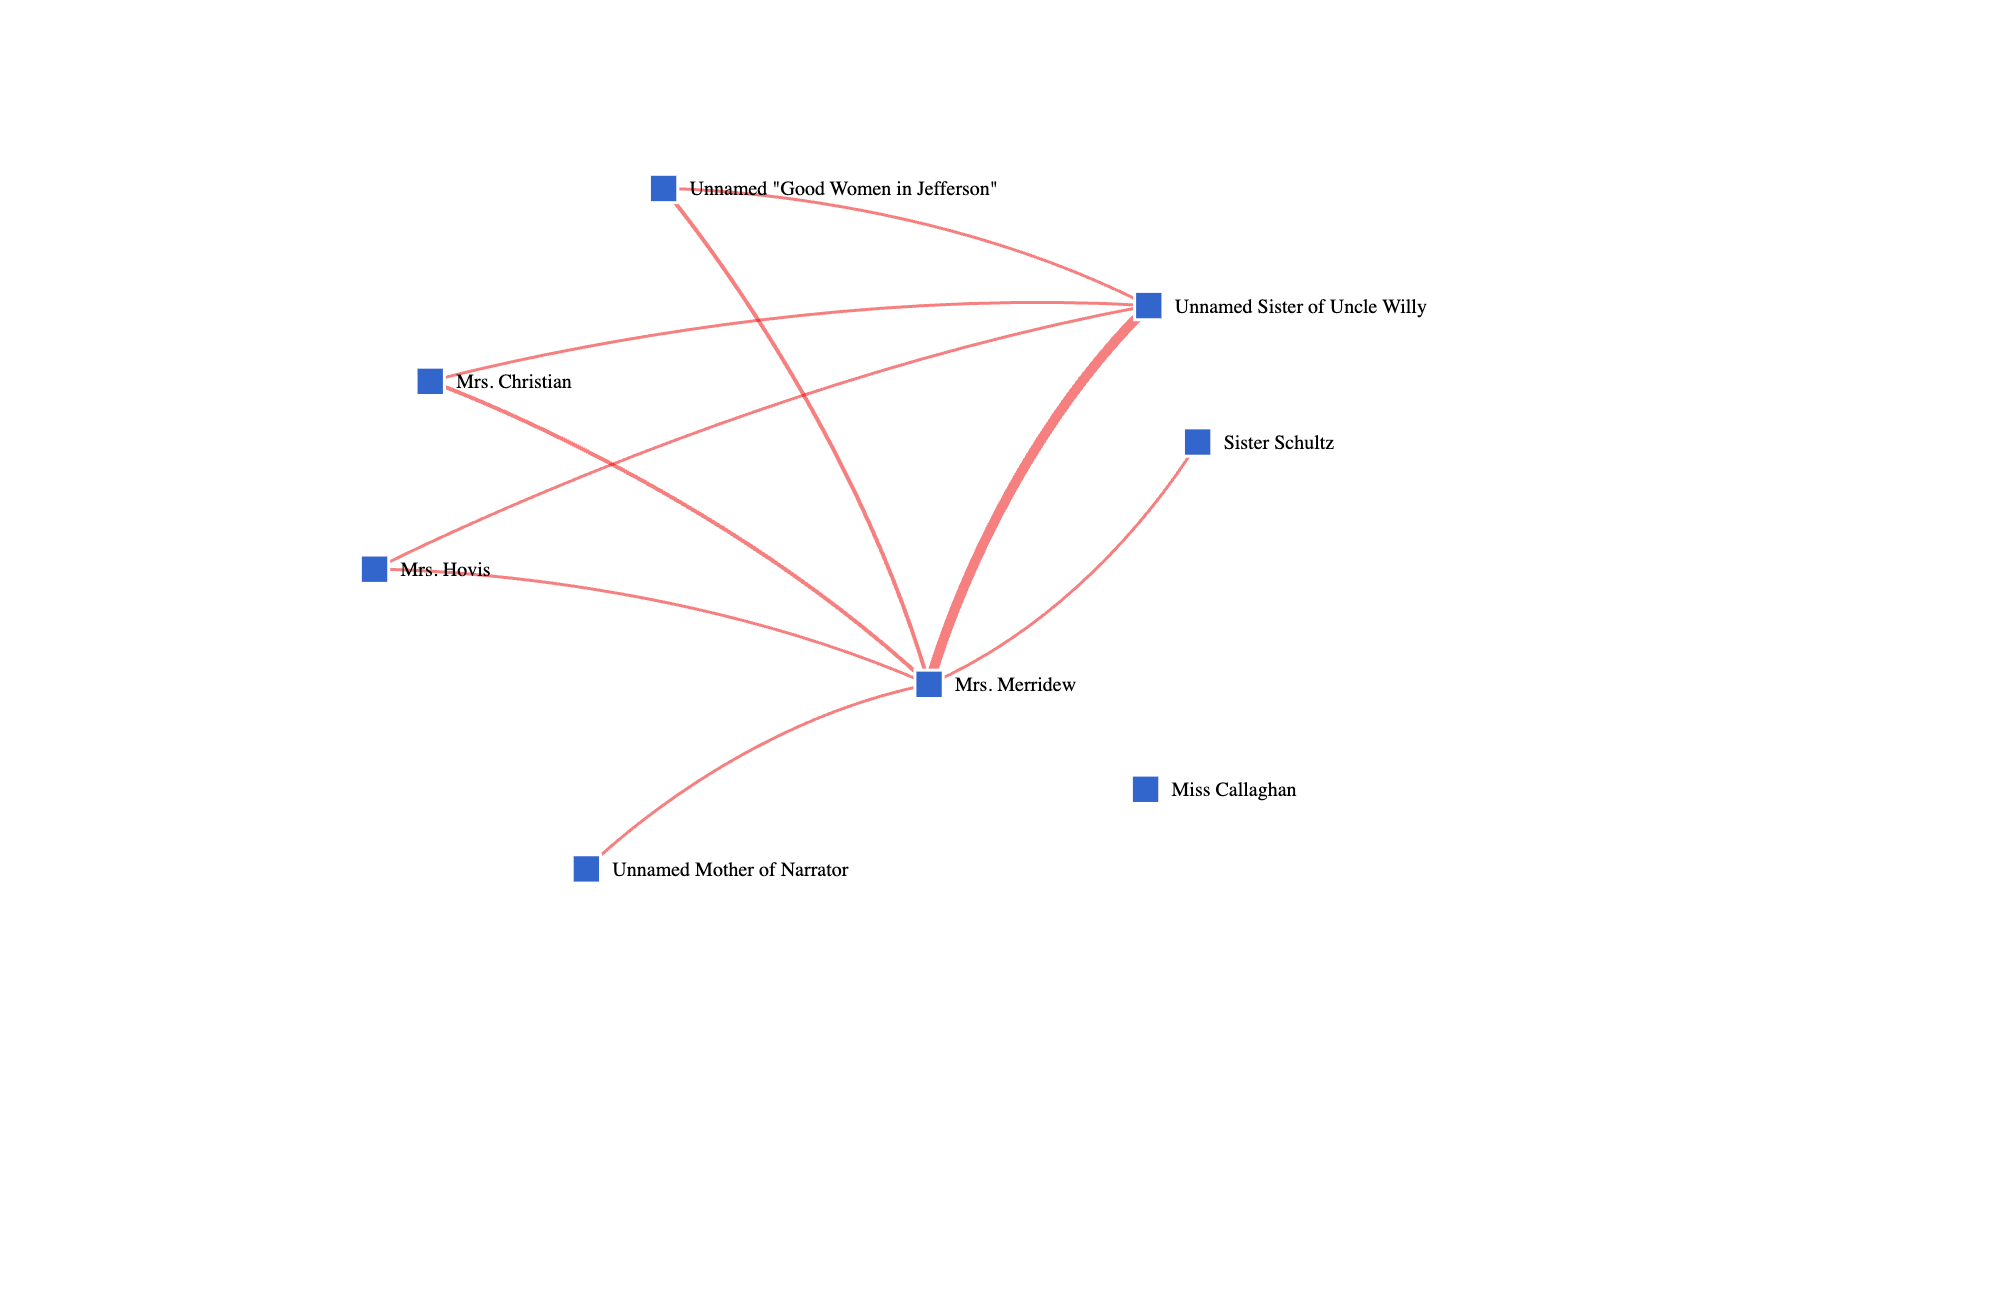 Unnamed "Good Women in Jefferson"
Unnamed Sister of Uncle Willy
Mrs. Christian
Sister Schultz
Mrs. Hovis
Mrs. Merridew
Miss Callaghan
Unnamed Mother of Narrator